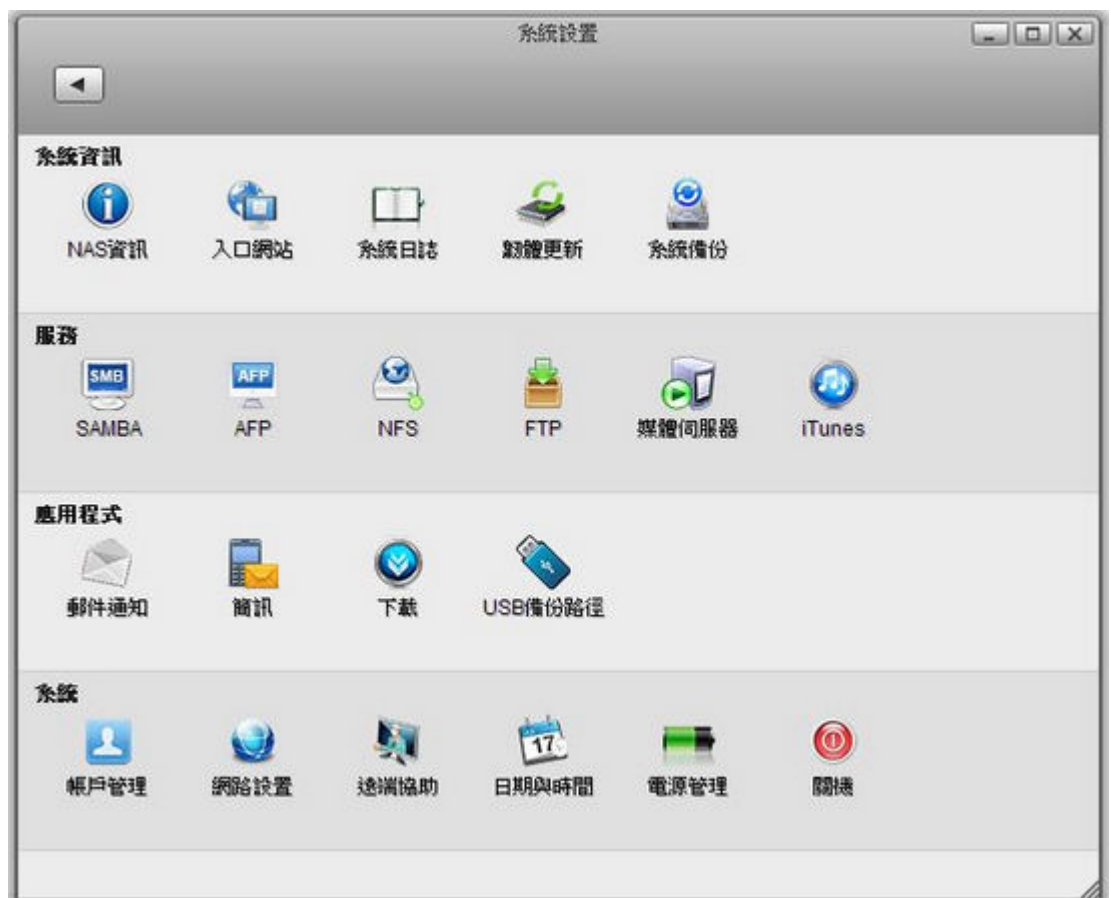 系統設置
系統資訊
NAS資訊 入口網站 系統日誌 韌體更新 系統備份
服務
SMB AFP
SAMBA AFP NFS FTP 媒體伺服器 iTunes
應用程式
郵件通知 簡訊 下載 USB備份路徑
系統
17
帳戶管理 網路設置 遠端協助 日期與時間 電源管理 關機